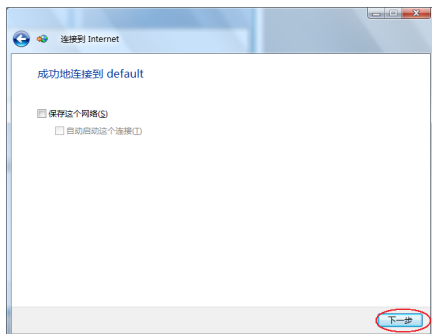 连接到 Internet
成功地连接到 default
保存这个网络(S)
自动启动这个连接(T)
下一步